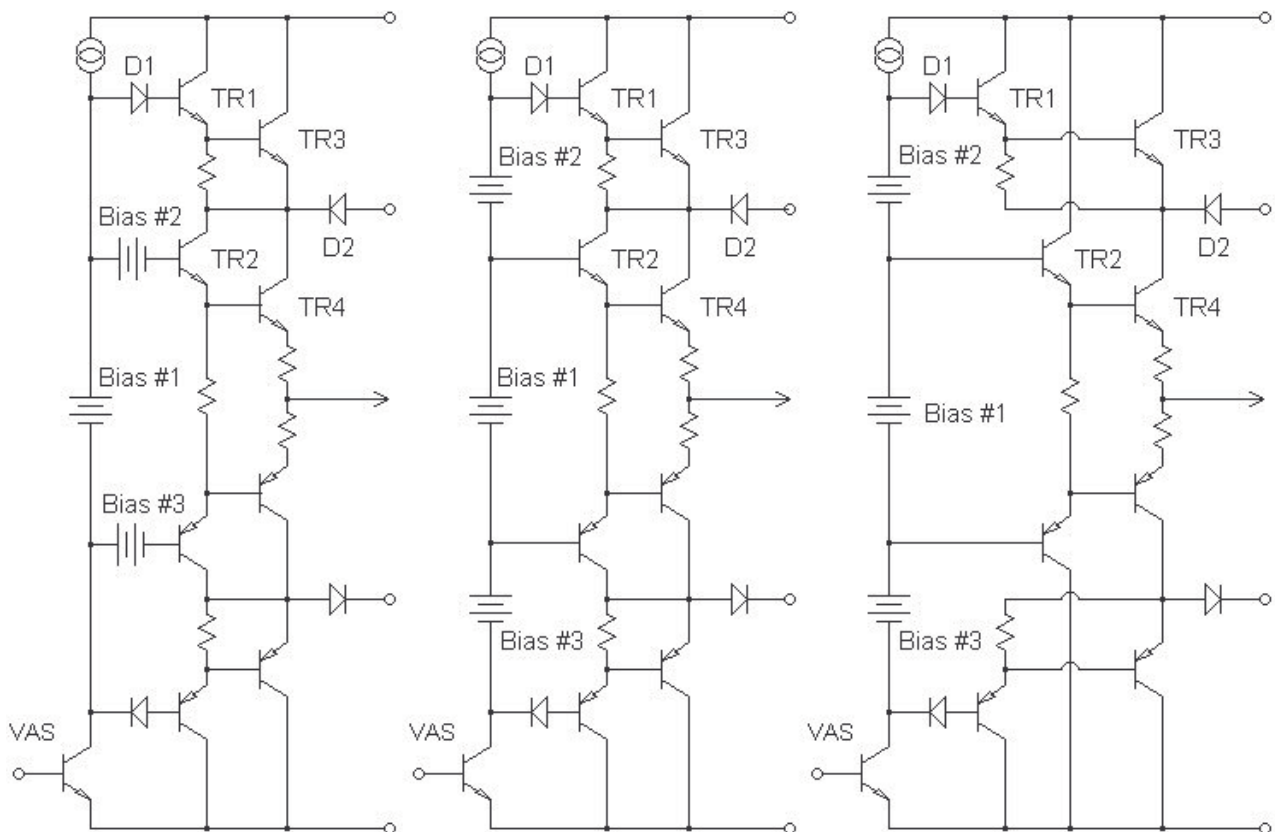 D1
TR1
TR3
Bias #2
TR2
D2
TR4
Bias #1
Bias #3
VAS
D1
TR1
Bias #2
TR3
TR2
D2
TR4
Bias #1
Bias #3
VAS
D1
TR1
Bias #2
TR3
TR2
D2
TR4
Bias #1
Bias #3
VAS